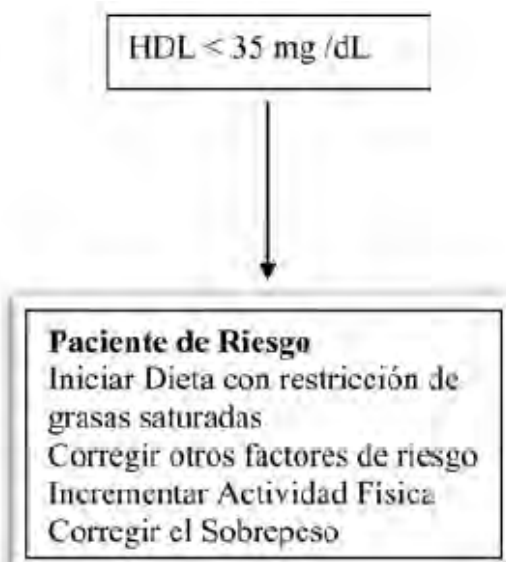 HDL < 35 mg /dL
Paciente de Riesgo
Iniciar Dieta con restricción de
grasas saturadas
Corregir otros factores de riesgo
Incrementar Actividad Física
Corregir el Sobrepeso